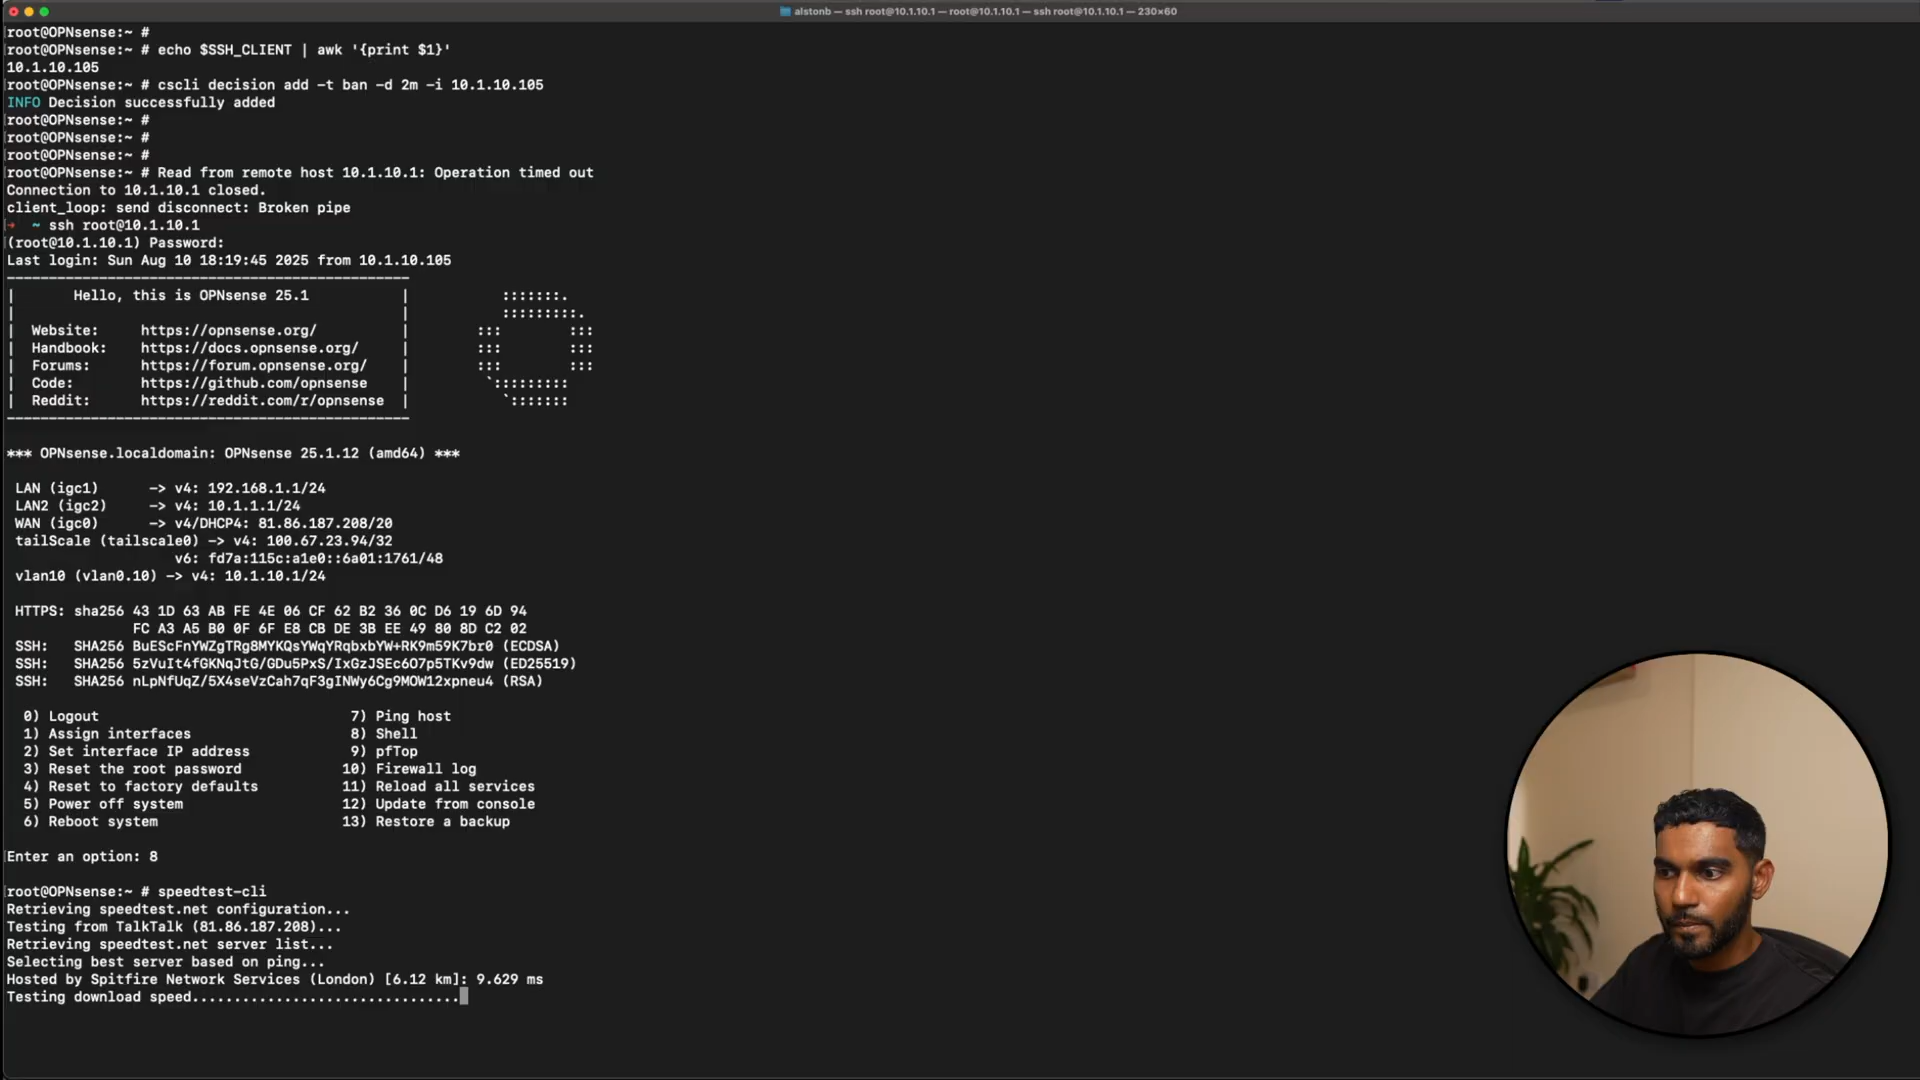 alstonb — ssh root@10.1.10.1 — root@10.1.10.1 — ssh root@10.1.10.1 — 230×60
root@OPNsense:~ #
root@OPNsense:~ # echo $SSH_CLIENT | awk '{print $1}'
10.1.10.105
root@OPNsense:~ # cscli decision add -t ban -d 2m -i 10.1.10.105
INFO Decision successfully added
root@OPNsense:~ #
root@OPNsense:~ #
root@OPNsense:~ #
root@OPNsense:~ # Read from remote host 10.1.10.1: Operation timed out
Connection to 10.1.10.1 closed.
client_loop: send disconnect: Broken pipe
➜  ~ ssh root@10.1.10.1
(root@10.1.10.1) Password:
Last login: Sun Aug 10 18:19:45 2025 from 10.1.10.105
------------------------------------------------
|       Hello, this is OPNsense 25.1           |           :::::::.
|                                              |           :::::::::.
|  Website:     https://opnsense.org/          |        :::        :::
|  Handbook:    https://docs.opnsense.org/     |        :::        :::
|  Forums:      https://forum.opnsense.org/    |        :::        :::
|  Code:        https://github.com/opnsense    |         `:::::::::
|  Reddit:      https://reddit.com/r/opnsense  |           `:::::::
------------------------------------------------
*** OPNsense.localdomain: OPNsense 25.1.12 (amd64) ***
LAN (igc1)      -> v4: 192.168.1.1/24
LAN2 (igc2)     -> v4: 10.1.1.1/24
WAN (igc0)      -> v4/DHCP4: 81.86.187.208/20
tailScale (tailscale0) -> v4: 100.67.23.94/32
v6: fd7a:115c:a1e0::6a01:1761/48
vlan10 (vlan0.10) -> v4: 10.1.10.1/24
HTTPS: sha256 43 1D 63 AB FE 4E 06 CF 62 B2 36 0C D6 19 6D 94
FC A3 A5 B0 0F 6F E8 CB DE 3B EE 49 80 8D C2 02
SSH:   SHA256 BuEScFnYWZgTRg8MYKQsYWqYRqbxbYW+RK9m59K7br0 (ECDSA)
SSH:   SHA256 5zVuIt4fGKNqJtG/GDu5PxS/IxGzJSEc6O7p5TKv9dw (ED25519)
SSH:   SHA256 nLpNfUqZ/5X4seVzCah7qF3gINWy6Cg9MOW12xpneu4 (RSA)
0) Logout                              7) Ping host
1) Assign interfaces                   8) Shell
2) Set interface IP address            9) pfTop
3) Reset the root password            10) Firewall log
4) Reset to factory defaults          11) Reload all services
5) Power off system                   12) Update from console
6) Reboot system                      13) Restore a backup
Enter an option: 8
root@OPNsense:~ # speedtest-cli
Retrieving speedtest.net configuration...
Testing from TalkTalk (81.86.187.208)...
Retrieving speedtest.net server list...
Selecting best server based on ping...
Hosted by Spitfire Network Services (London) [6.12 km]: 9.629 ms
Testing download speed................................